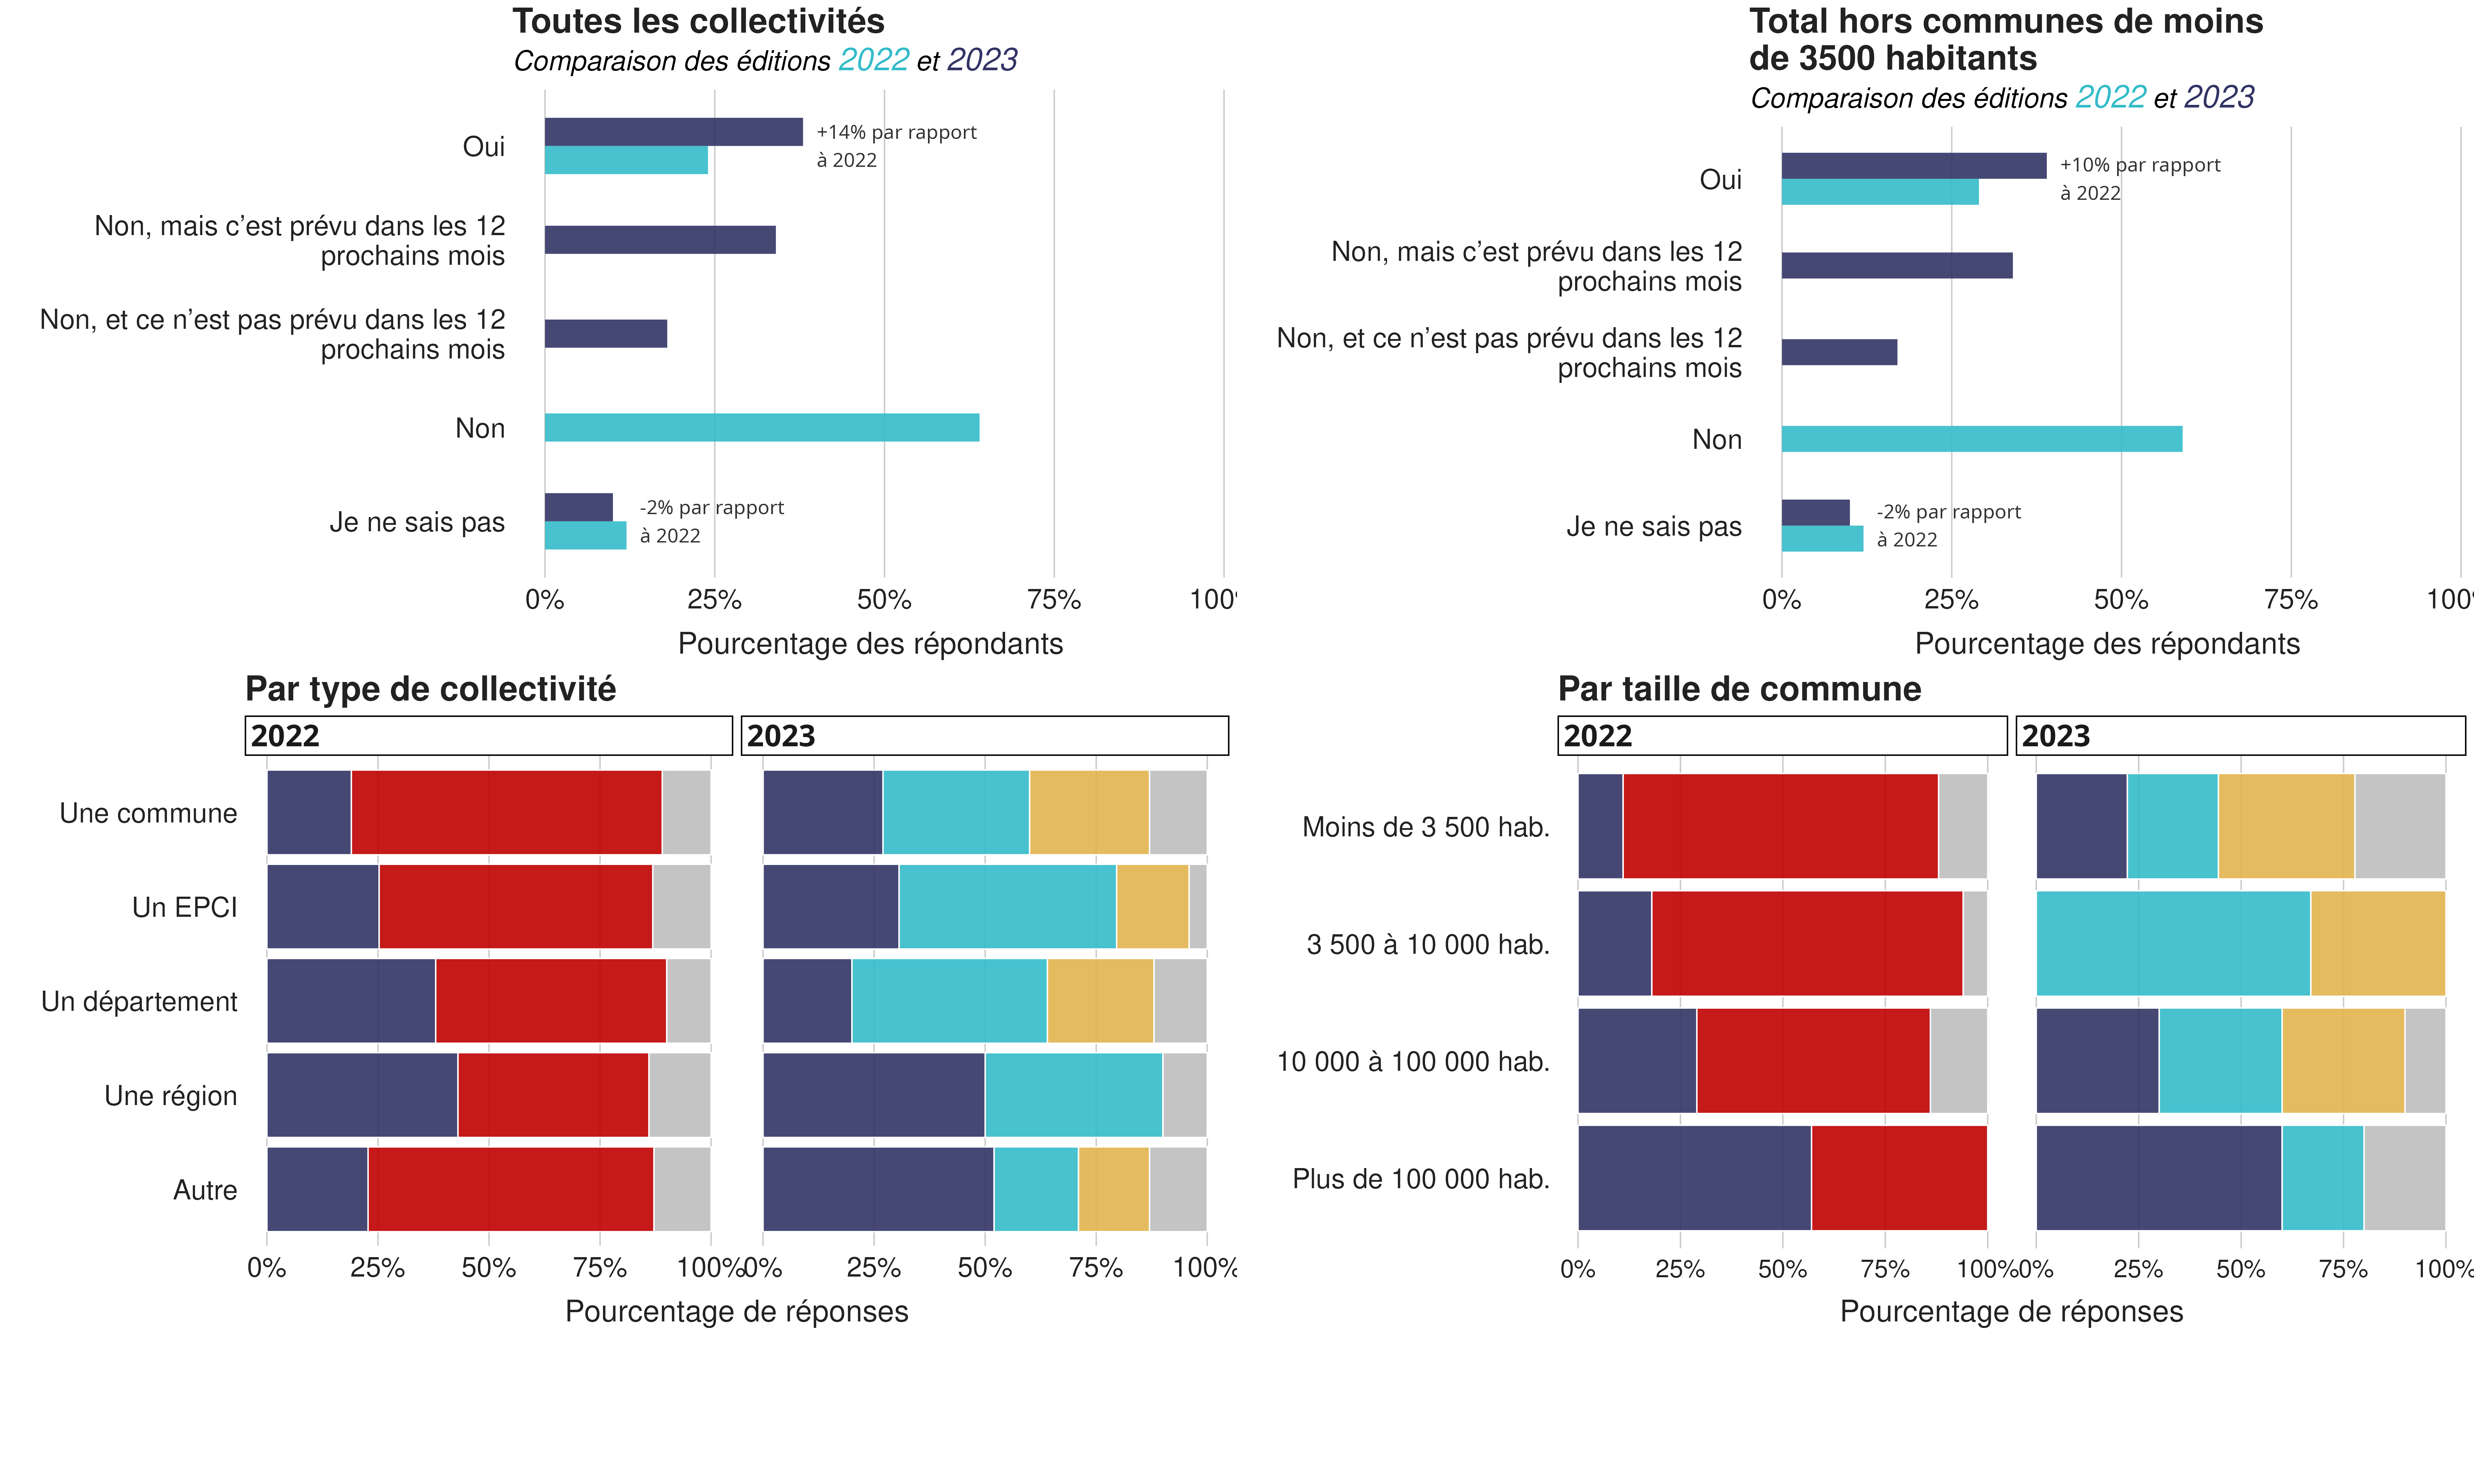 Toutes les collectivités
Comparaison des éditions 2022 et 2023
Oui
+14% par rapport
à 2022
Non, mais c’est prévu dans les 12
prochains mois
Non, et ce n’est pas prévu dans les 12
prochains mois
Non
Je ne sais pas
-2% par rapport
à 2022
0% 25% 50% 75% 100
Pourcentage des répondants
Total hors communes de moins
de 3500 habitants
Comparaison des éditions 2022 et 2023
Oui
+10% par rapport
à 2022
Non, mais c’est prévu dans les 12
prochains mois
Non, et ce n’est pas prévu dans les 12
prochains mois
Non
Je ne sais pas
-2% par rapport
à 2022
0% 25% 50% 75% 100%
Pourcentage des répondants
Par type de collectivité
2022 2023
Une commune
Un EPCI
Un département
Une région
Autre
0% 25% 50% 75% 100% 0% 25% 50% 75% 100%
Pourcentage de réponses
Par taille de commune
2022 2023
Moins de 3 500 hab.
3 500 à 10 000 hab.
10 000 à 100 000 hab.
Plus de 100 000 hab.
0% 25% 50% 75% 100% 0% 25% 50% 75% 100%
Pourcentage de réponses